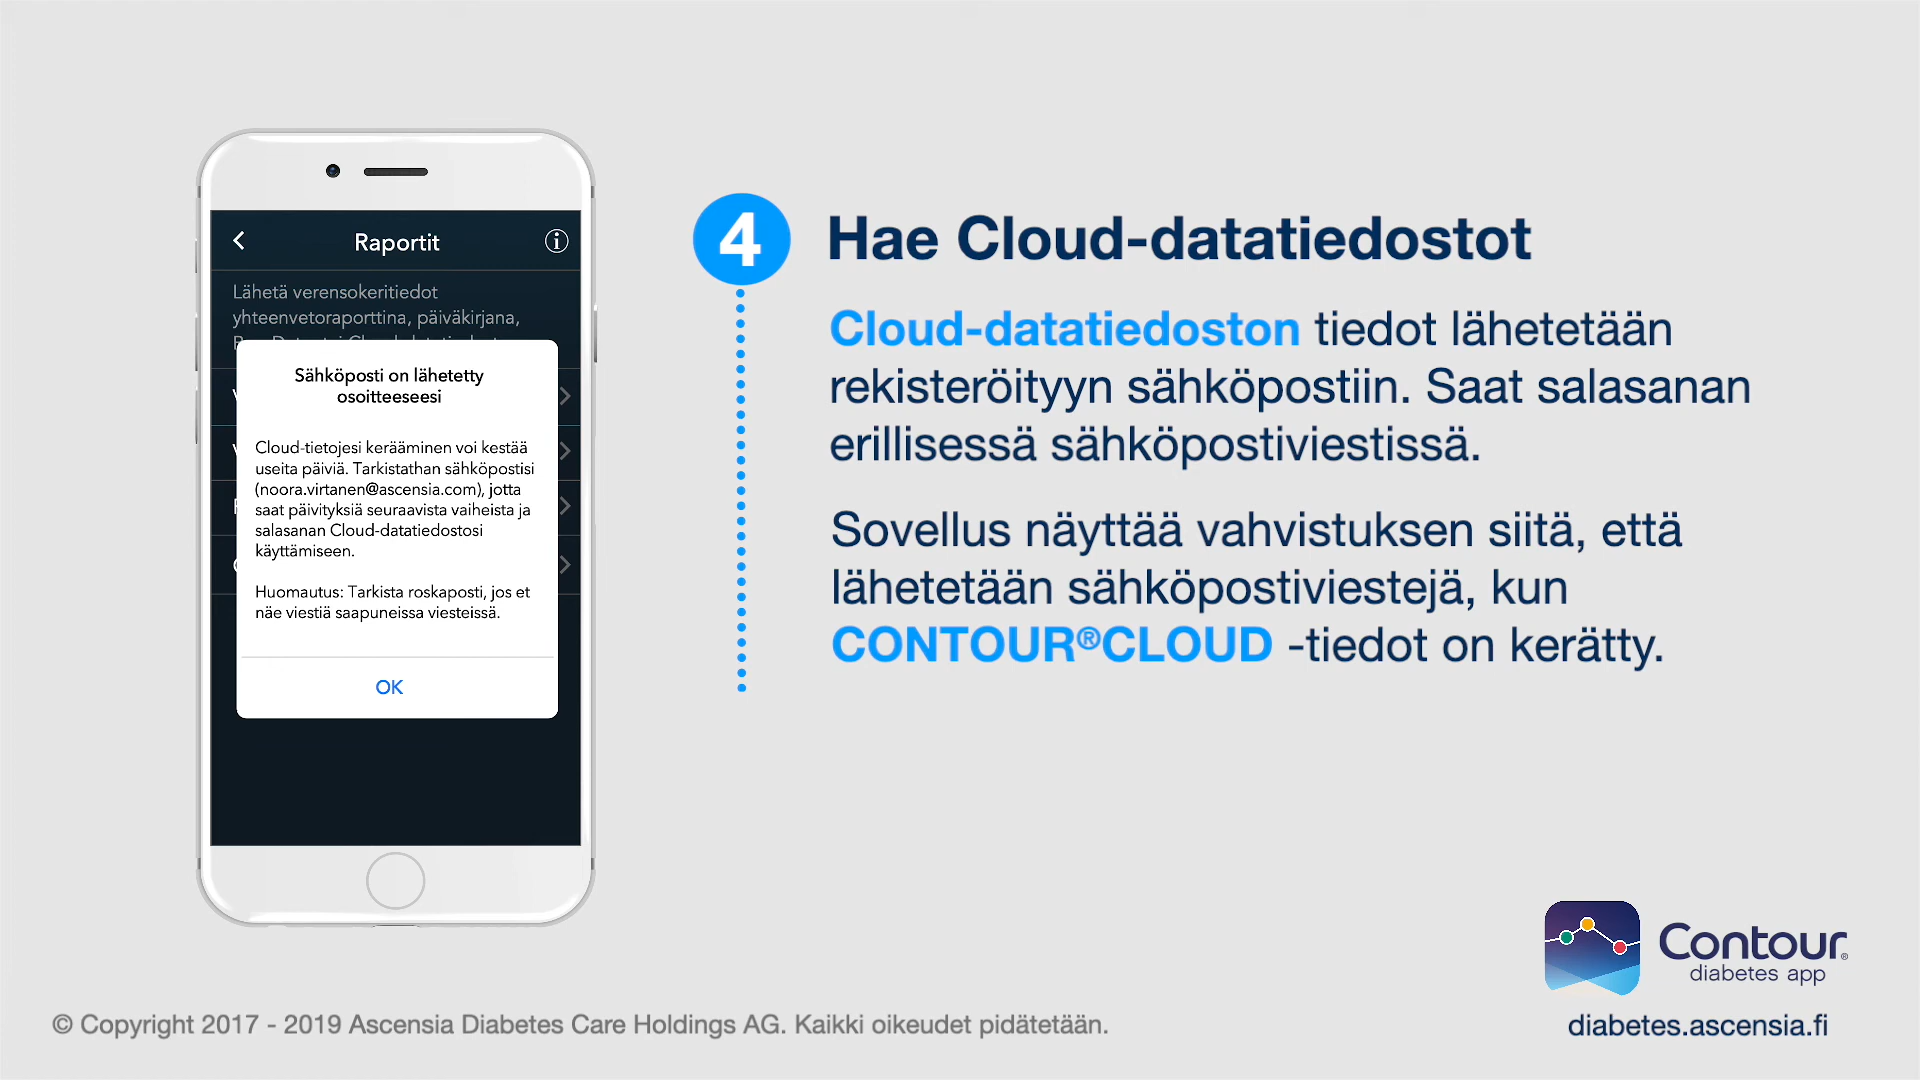 Raportit
Lähetä verensokeritiedot
yhteenvetoraporttina, päiväkirjana,
Sähköposti on lähetetty
osoitteeseesi
Cloud-tietojesi kerääminen voi kestää
useita päiviä. Tarkistathan sähköpostisi
(noora.virtanen@ascensia.com), jotta
saat päivityksiä seuraavista vaiheista ja
salasanan Cloud-datatiedostosi
käyttämiseen.
Huomautus: Tarkista roskaposti, jos et
näe viestiä saapuneissa viesteissä.
OK
4 Hae Cloud-datatiedostot
Cloud-datatiedoston tiedot lähetetään
rekisteröityyn sähköpostiin. Saat salasanan
erillisessä sähköpostiviestissä.
Sovellus näyttää vahvistuksen siitä, että
lähetetään sähköpostiviestejä, kun
CONTOUR®CLOUD -tiedot on kerätty.
Contour®
diabetes app
diabetes.ascensia.fi
© Copyright 2017 - 2019 Ascensia Diabetes Care Holdings AG. Kaikki oikeudet pidätetään.